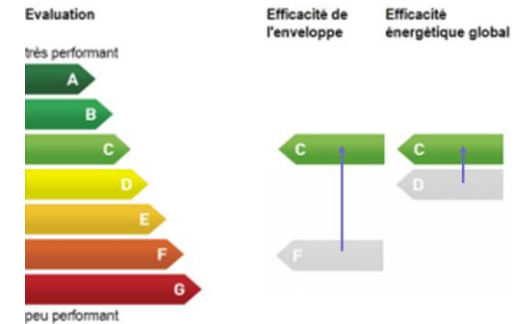 Evaluation
Efficacité de
l'enveloppe
Efficacité
énergétique global
très performant
A
B
C
C
C
D
D
E
F
F
G
peu performant